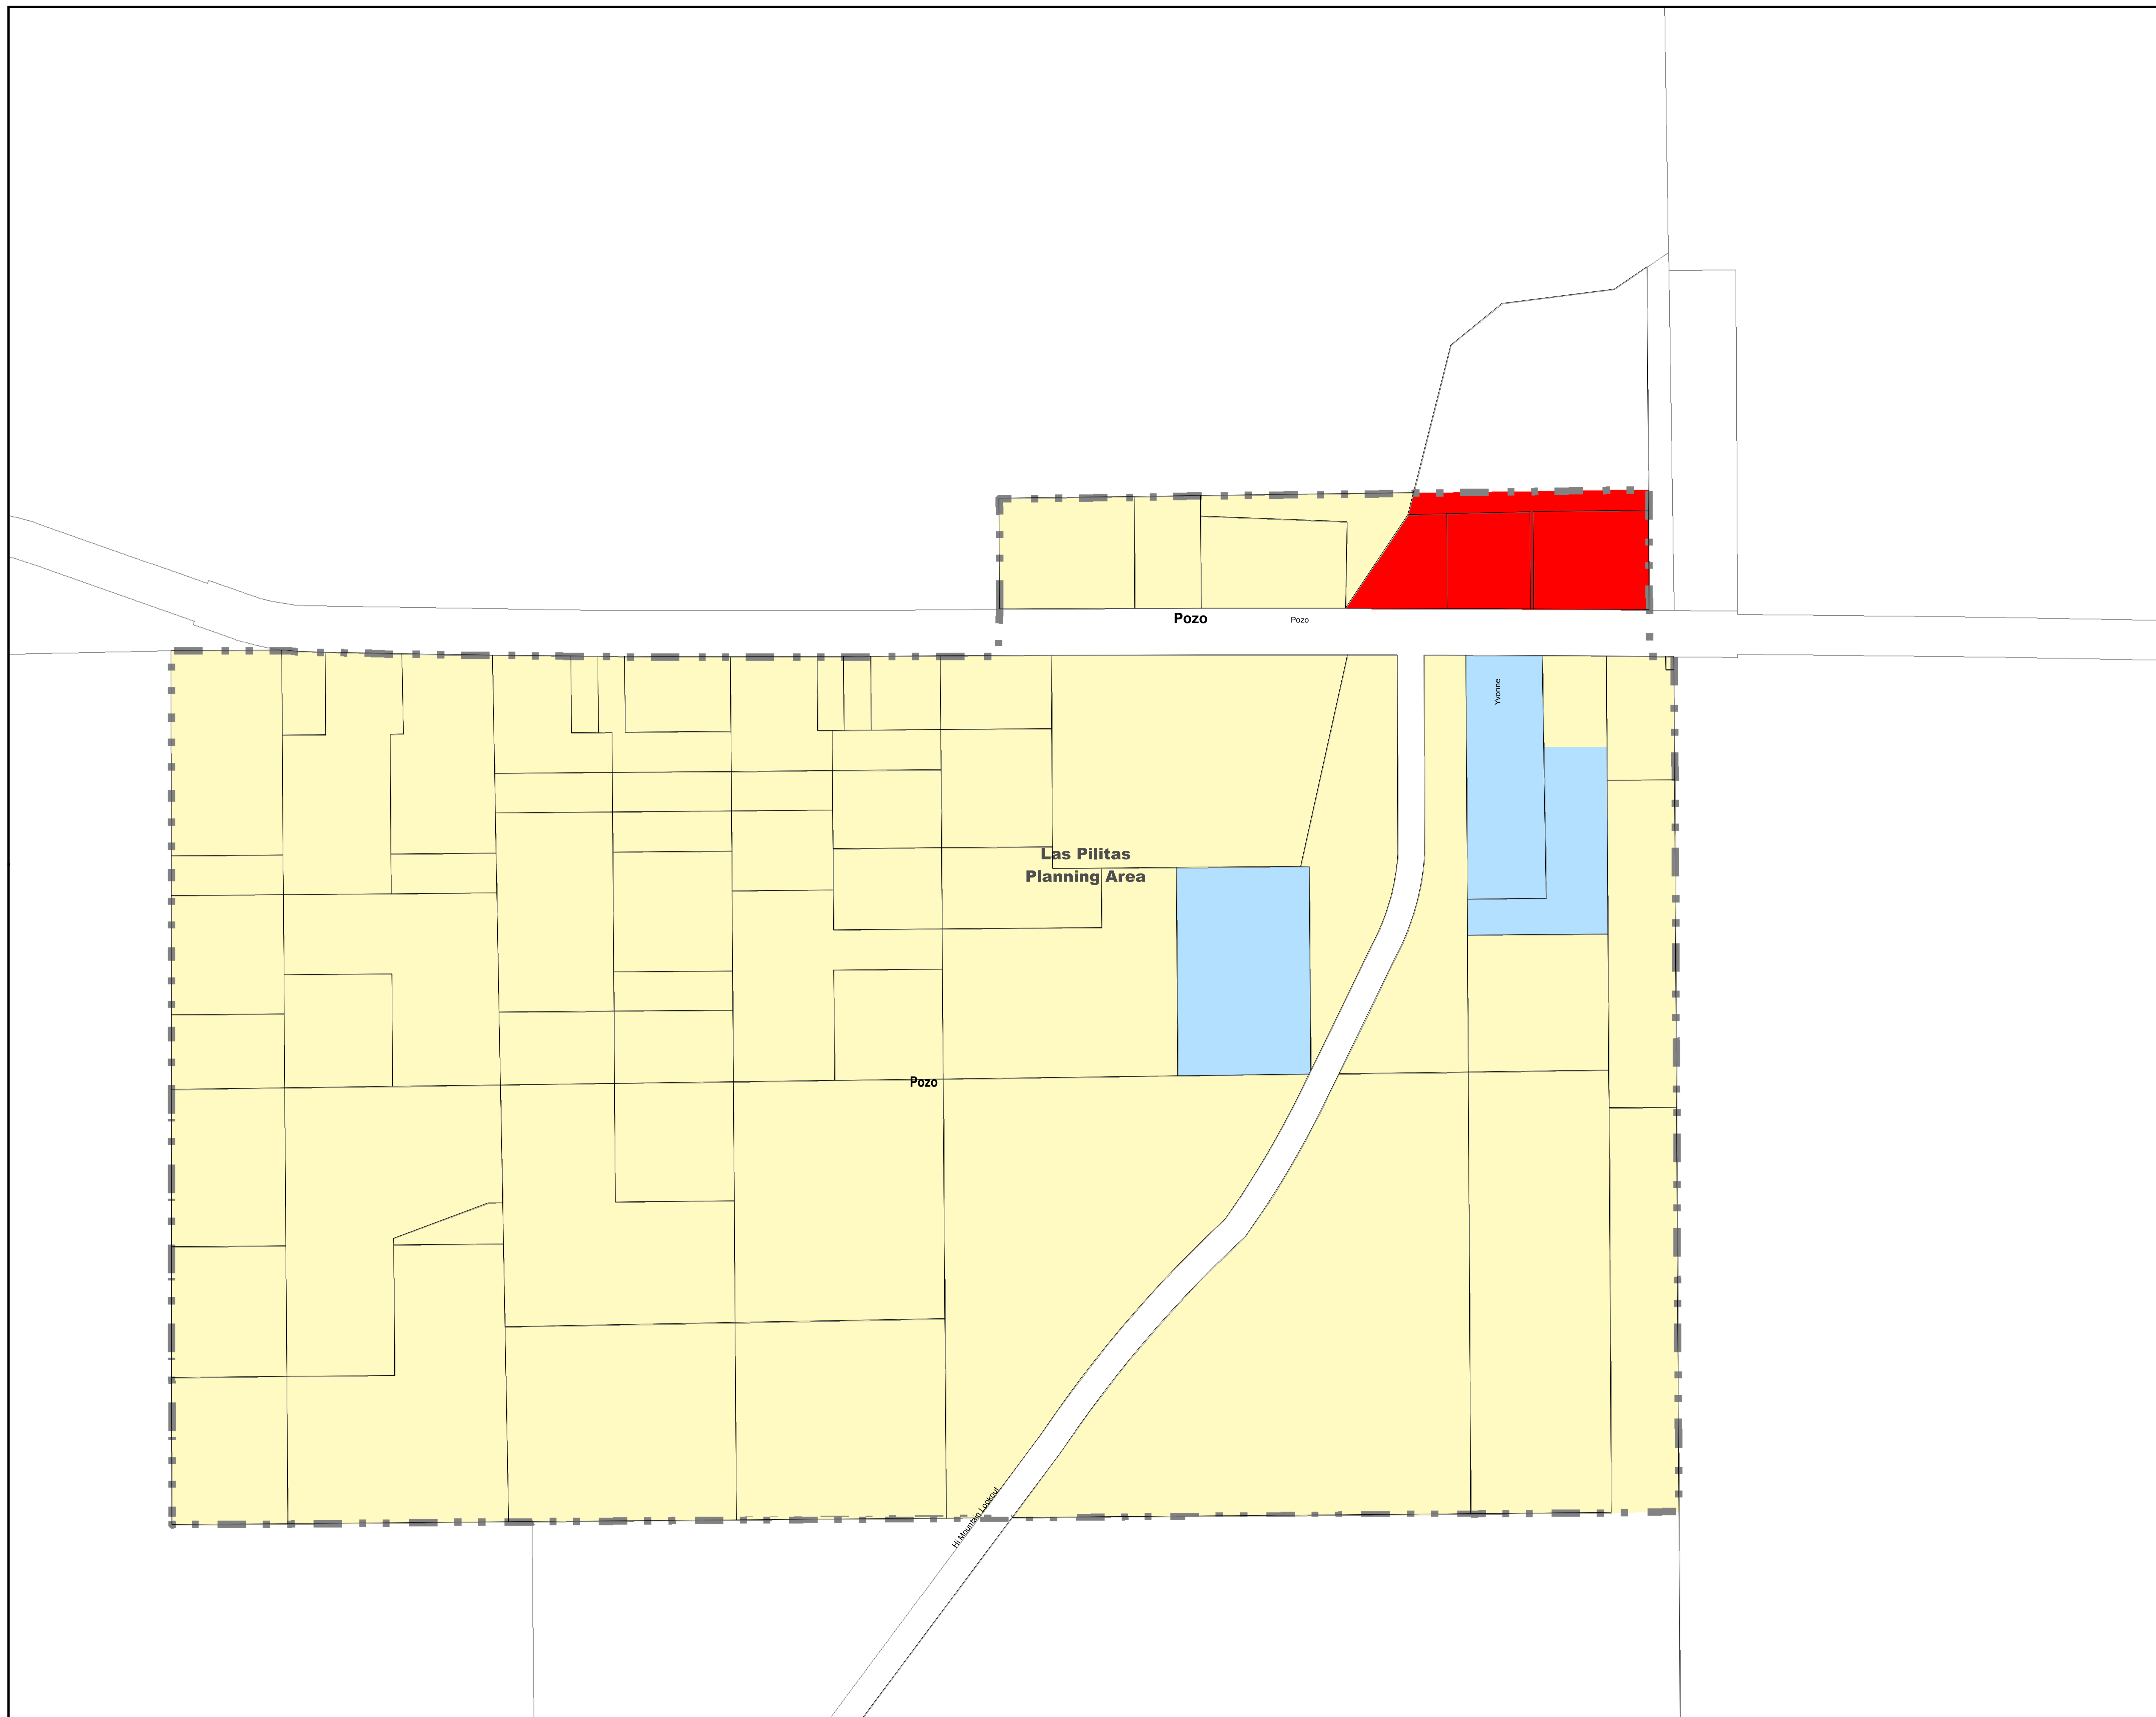 Pozo
Pozo
Yvonne
Las Pilitas
Planning Area
Pozo
Hi Mountain Lookout